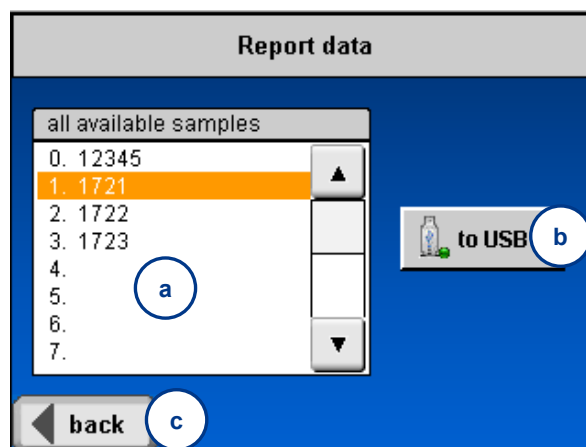 Report data
all available samples
0. 12345
1. 1721
2. 1722
3. 1723
4.
5.
6.
7.
a
to USB
b
back
c